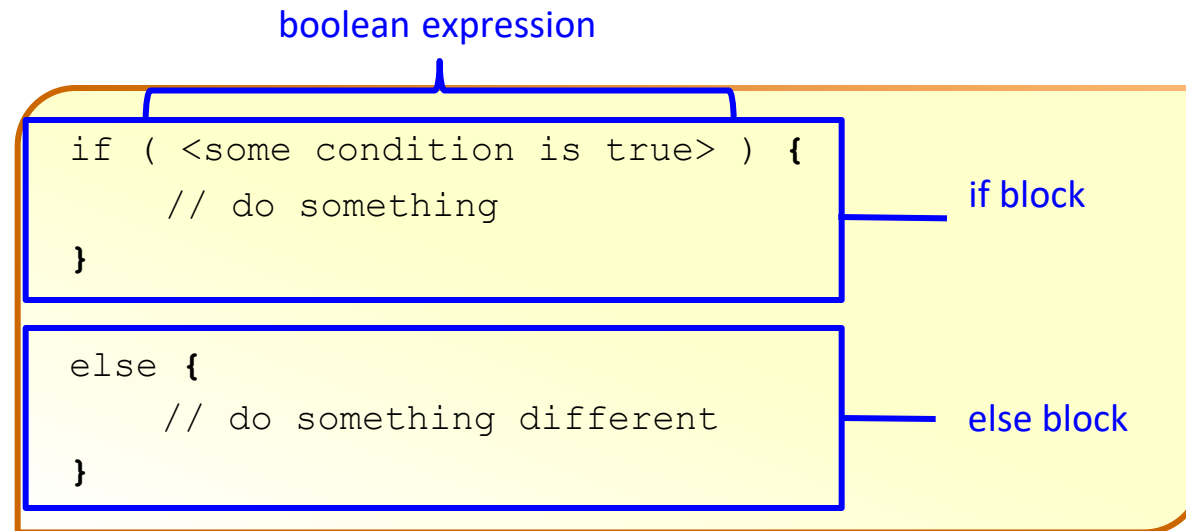 boolean expression
if ( <some condition is true> ) {
// do something
}
if block
else {
// do something different
}
else block